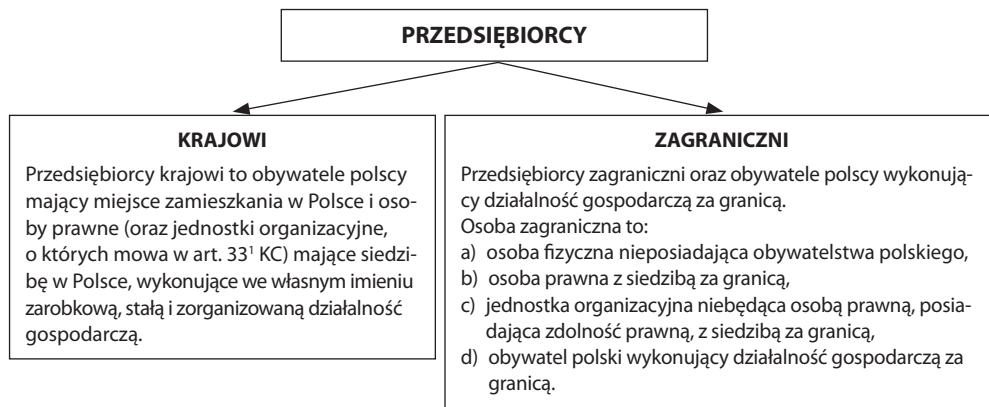 PRZEDSIĘBIORCY
KRAJOWI
Przedsiębiorcy krajowi to obywatele polscy
mający miejsce zamieszkania w Polsce i oso-
by prawne (oraz jednostki organizacyjne,
o których mowa w art. 33¹ KC) mające siedzi-
bę w Polsce, wykonujące we własnym imieniu
zarobkową, stałą i zorganizowaną działalność
gospodarczą.
ZAGRANICZNI
Przedsiębiorcy zagraniczni oraz obywatele polscy wykonują-
cy działalność gospodarczą za granicą.
Osoba zagraniczna to:
a) osoba fizyczna nieposiadająca obywatelstwa polskiego,
b) osoba prawna z siedzibą za granicą,
c) jednostka organizacyjna niebędąca osobą prawną, posia-
dająca zdolność prawną, z siedzibą za granicą,
d) obywatel polski wykonujący działalność gospodarczą za
granicą.